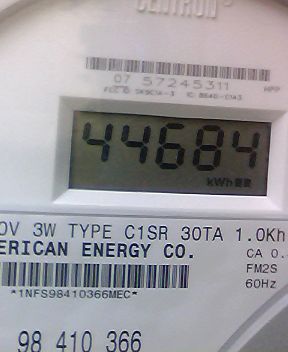 CENTRON®
07 57245311
44684
kWh
0V 3W TYPE C1SR 30TA 1.0Kh
ERICAN ENERGY CO.
CA 0.
FM2S
60Hz
*1NFS98410366MEC*
98 410 366